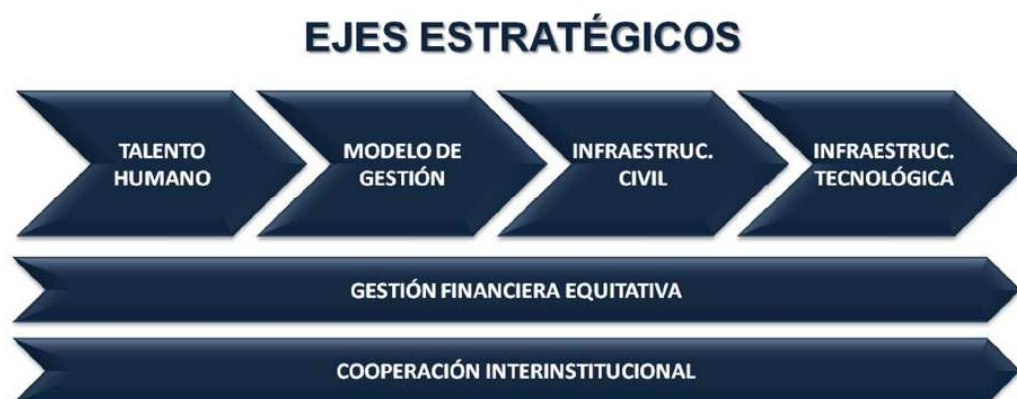 EJES ESTRATÉGICOS
TALENTO
HUMANO
MODELO DE
GESTIÓN
INFRAESTRUC.
CIVIL
INFRAESTRUC.
TECNOLÓGICA
GESTIÓN FINANCIERA EQUITATIVA
COOPERACIÓN INTERINSTITUCIONAL